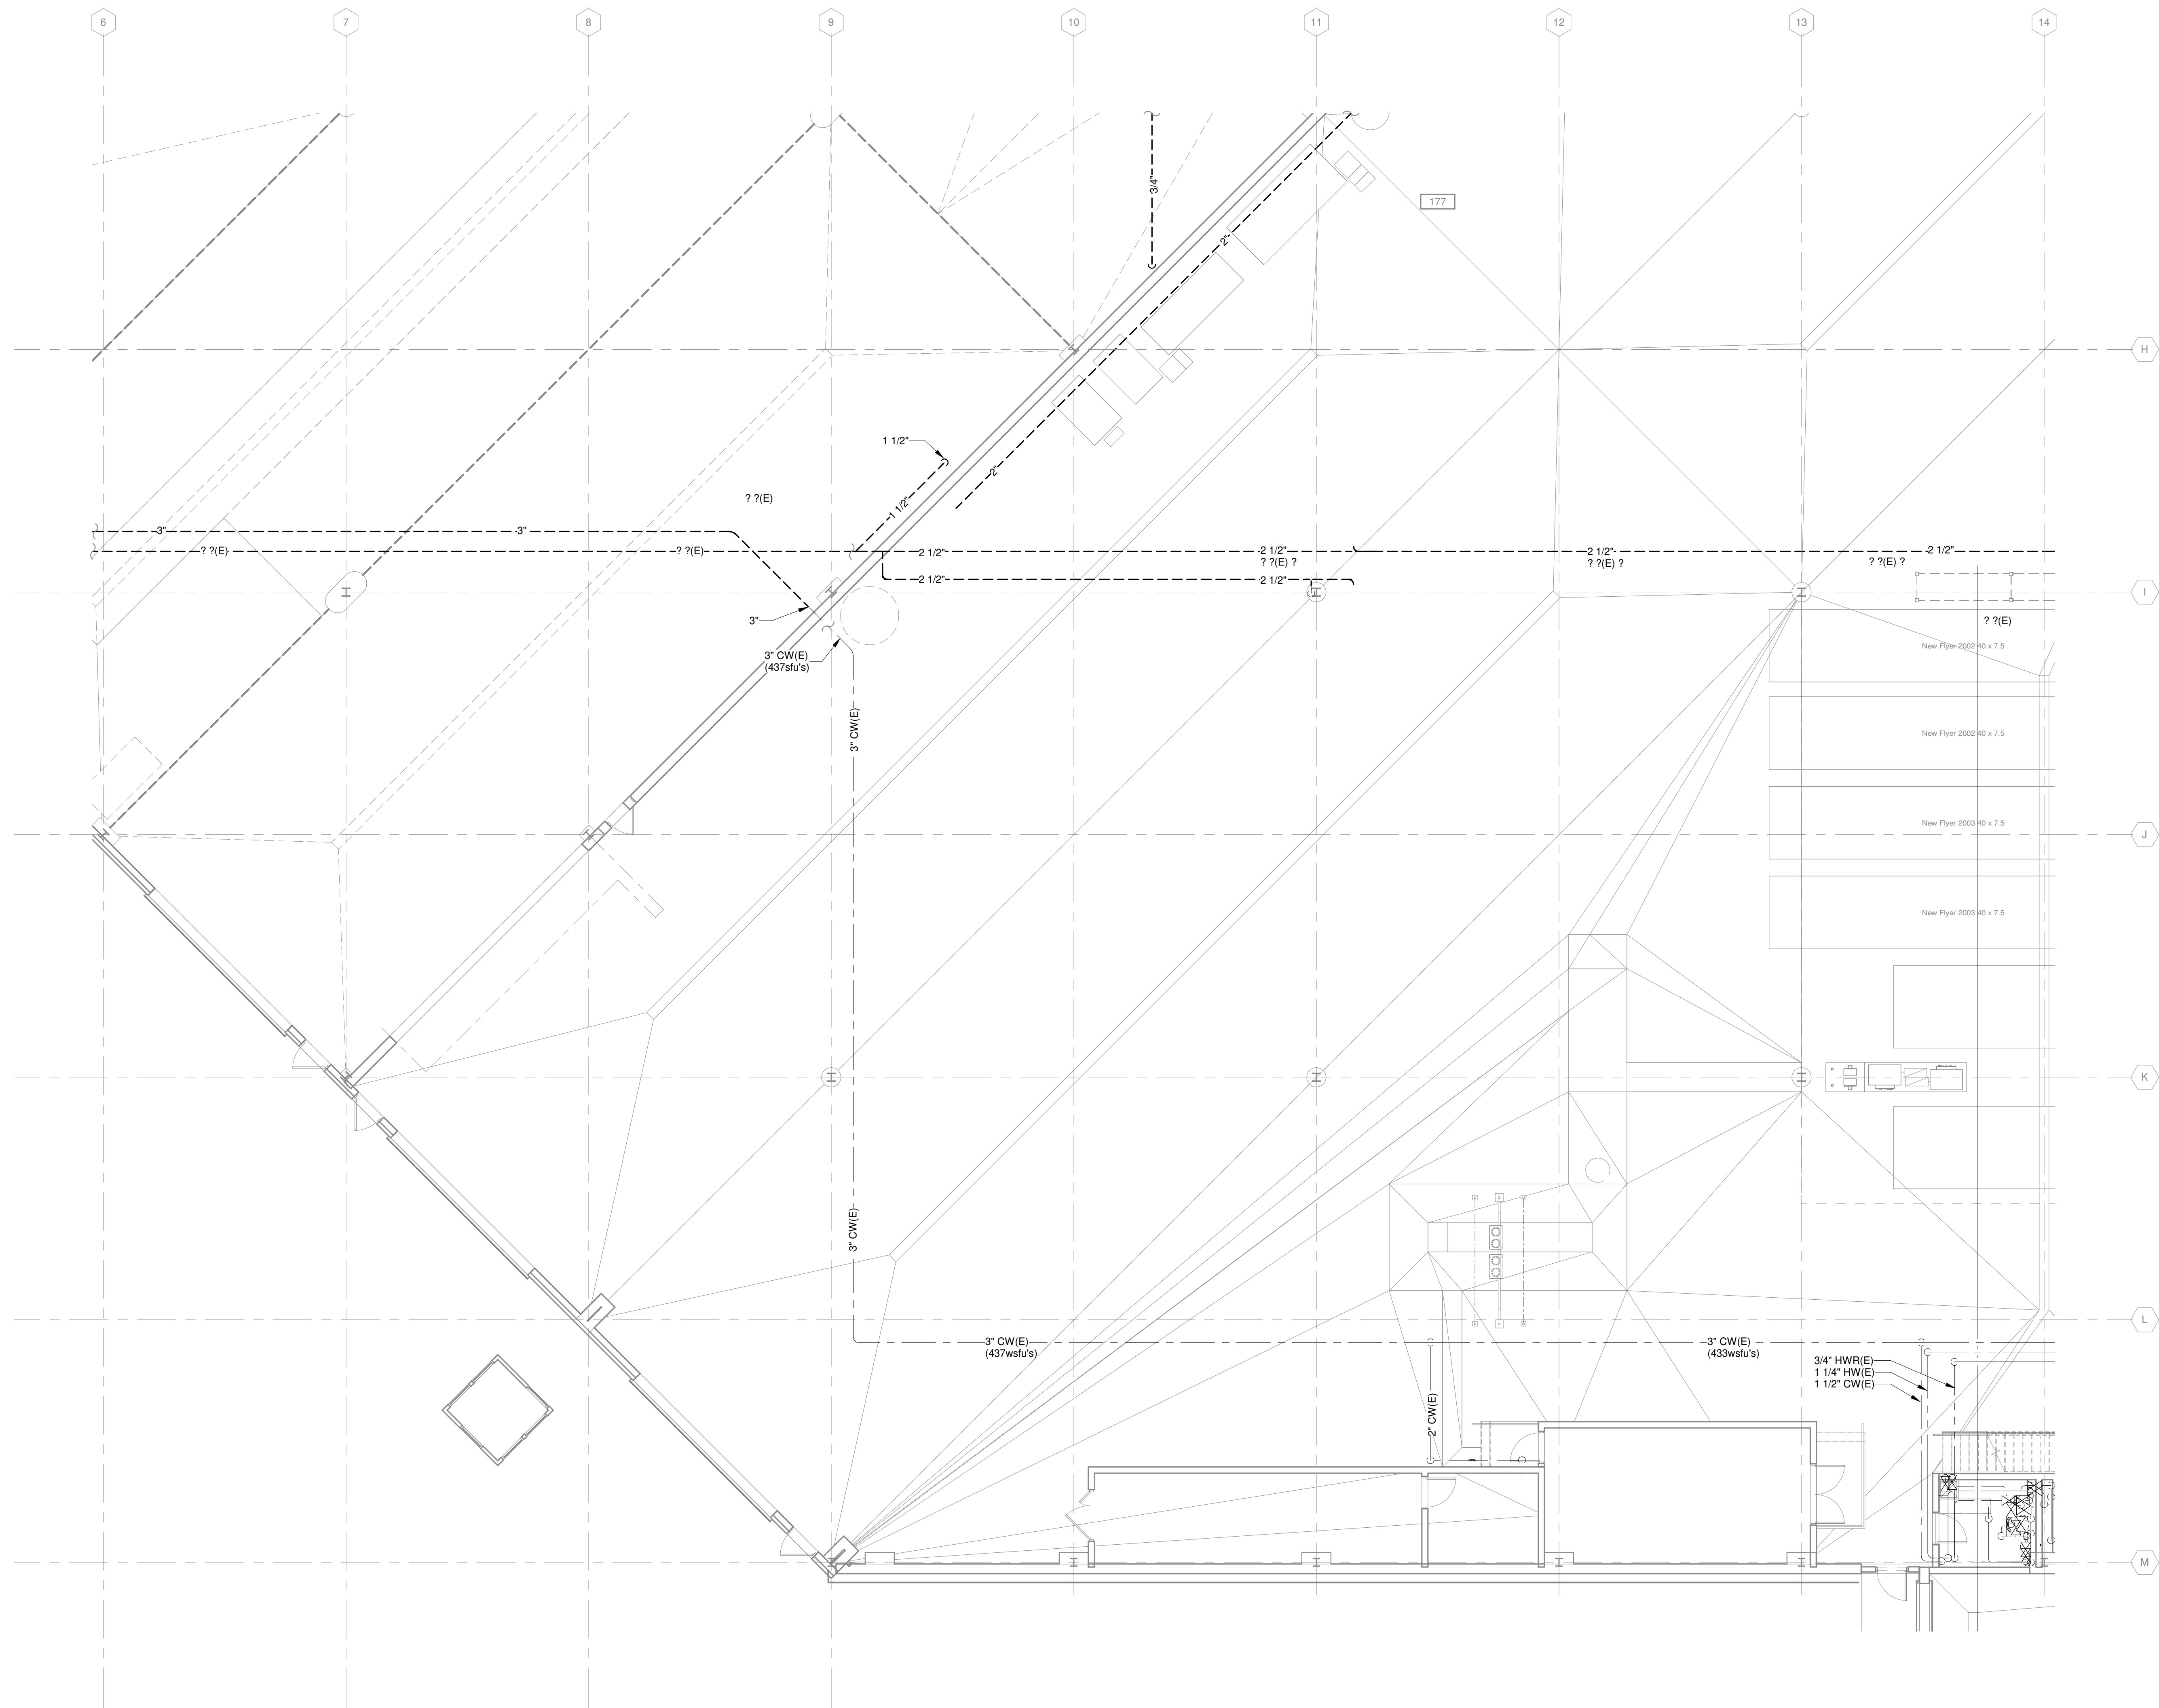 6 7 8 9 10 11 12 13 14
3/4"
177
2"
H
1 1/2"
2"
? ?(E)
1 1/2"
3" 3"
? ?(E) ? ?(E) 2 1/2" 2 1/2" 2 1/2" 2 1/2"
? ?(E) ? ? ?(E) ? ? ?(E) ?
2 1/2" 2 1/2"
I
3"
? ?(E)
3" CW(E)
(437sfu's)
New Flyer 2002 40 x 7.5
3" CW(E)
New Flyer 2002 40 x 7.5
New Flyer 2003 40 x 7.5
J
New Flyer 2003 40 x 7.5
K
3" CW(E)
L
3" CW(E)
(437wsfu's)
3" CW(E)
(433wsfu's)
3/4" HWR(E)
1 1/4" HW(E)
1 1/2" CW(E)
2" CW(E)
M